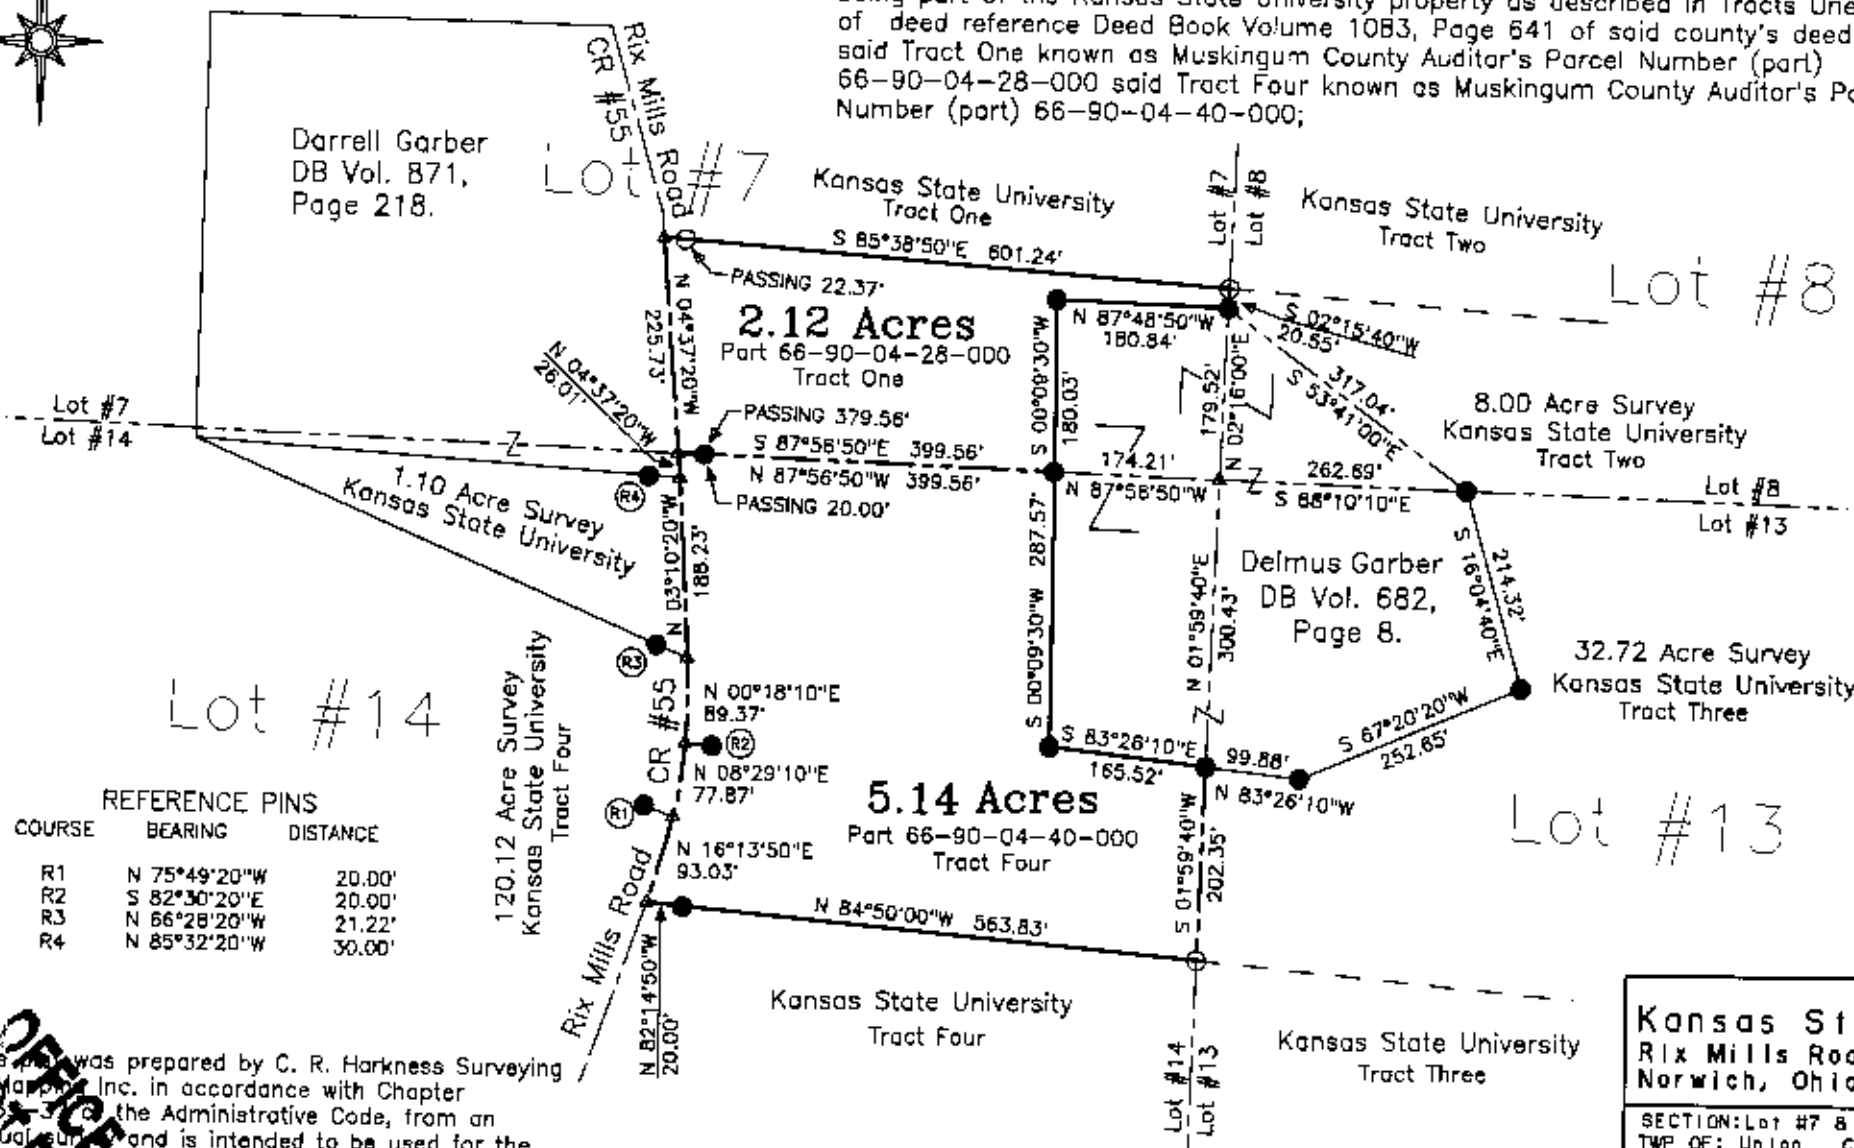 being part of the Kansas State University property as described in Tracts One
of deed reference Deed Book Volume 1083, Page 641 of said county's deed
said Tract One known as Muskingum County Auditor's Parcel Number (part)
66-90-04-28-000 said Tract Four known as Muskingum County Auditor's
Number (part) 66-90-04-40-000;
Rix Mills Road
CR #55
Darrell Garber
DB Vol. 871,
Page 218.
Lot #7
Kansas State University
Tract One
Lot #7
Lot #8
Kansas State University
Tract Two
Lot #8
S 85°38'50"E 601.24'
PASSING 22.37'
N 04°37'20"W
225.73'
2.12 Acres
Part 66-90-04-28-000
Tract One
N 87°48'50"W
180.84'
S 02°15'40"W
20.55'
S 00°09'30"W
180.03'
179.52'
N 02°16'00"E
317.04'
S 53°41'00"E
N 04°37'20"W
26.01'
8.00 Acre Survey
Kansas State University
Tract Two
Lot #7
Lot #14
PASSING 379.56'
S 87°56'50"E 399.56'
N 87°56'50"W 399.56'
PASSING 20.00'
174.21'
N 87°56'50"W
262.69'
S 88°10'10"E
Lot #8
Lot #13
1.10 Acre Survey
Kansas State University
R4
N 03°10'20"W
188.23'
S 00°09'30"W 287.57'
N 01°59'40"E
300.43'
Delmus Garber
DB Vol. 682,
Page 8.
S 16°04'40"E
214.32'
R3
32.72 Acre Survey
Kansas State University
Tract Three
Lot #14
120.12 Acre Survey
Kansas State University
Tract Four
CR #55
N 00°18'10"E
89.37'
R2
N 08°29'10"E
77.87'
S 83°26'10"E
165.52'
99.88'
N 83°26'10"W
S 67°20'20"W
252.65'
R1
5.14 Acres
Part 66-90-04-40-000
Tract Four
Lot #13
REFERENCE PINS
COURSE BEARING DISTANCE
R1 N 75°49'20"W 20.00'
R2 S 82°30'20"E 20.00'
R3 N 66°28'20"W 21.22'
R4 N 85°32'20"W 30.00'
N 16°13'50"E
93.03'
S 01°59'40"W
202.35'
Rix Mills Road
N 84°50'00"W 563.83'
N 82°14'50"W
20.00'
Kansas State University
Tract Four
Lot #14
Lot #13
Kansas State University
Tract Three
OFFICE
was prepared by C. R. Harkness Surveying
Inc. in accordance with Chapter
the Administrative Code, from an
and is intended to be used for the
Kansas
Rix Mills
Norwich,
SECTION: Lot #7 &
TWP OF: Union